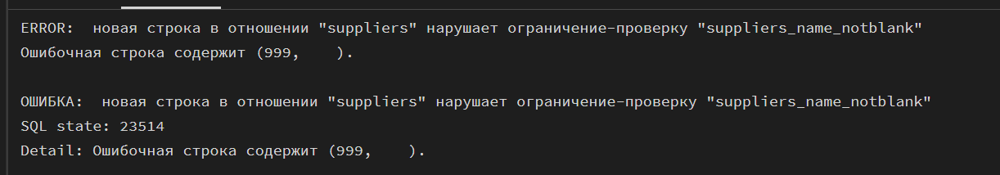 ERROR:  новая строка в отношении "suppliers" нарушает ограничение-проверку "suppliers_name_notblank"
Ошибочная строка содержит (999,    ).
ОШИБКА:  новая строка в отношении "suppliers" нарушает ограничение-проверку "suppliers_name_notblank"
SQL state: 23514
Detail: Ошибочная строка содержит (999,    ).